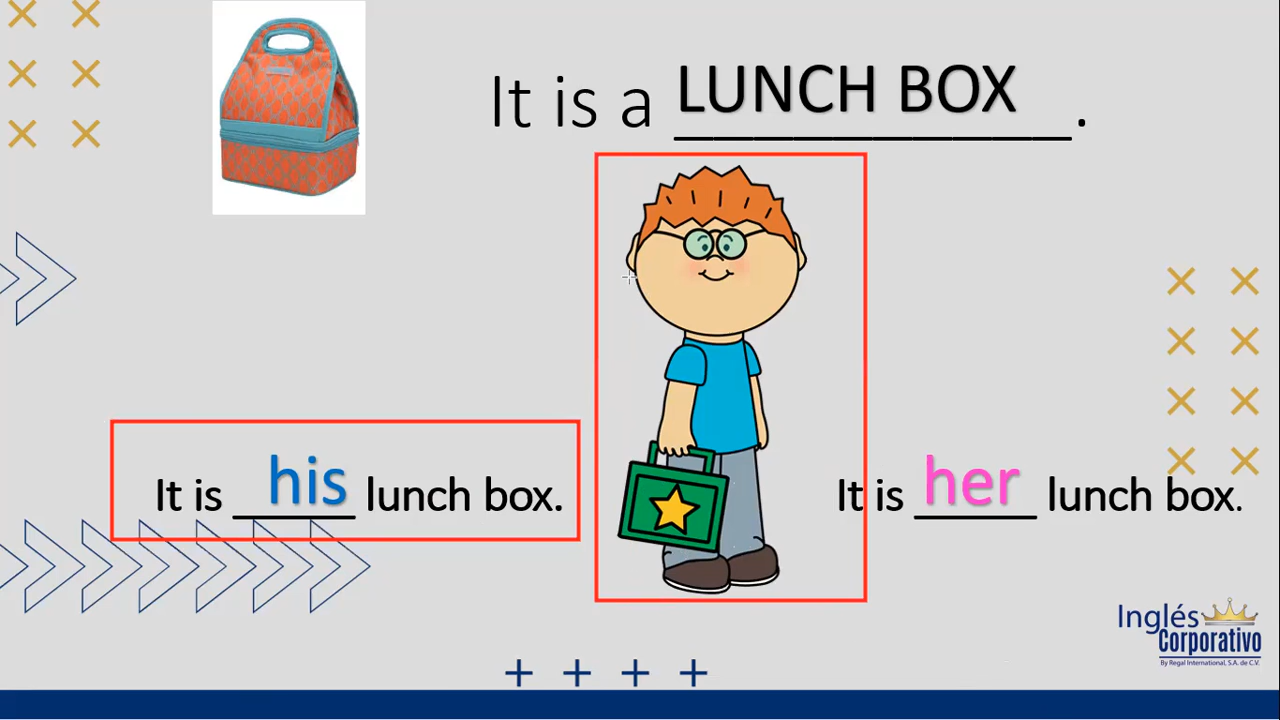 It is a LUNCH BOX.
It is his lunch box.
It is her lunch box.
Inglés
Corporativo
By Regal International, S.A. de C.V.